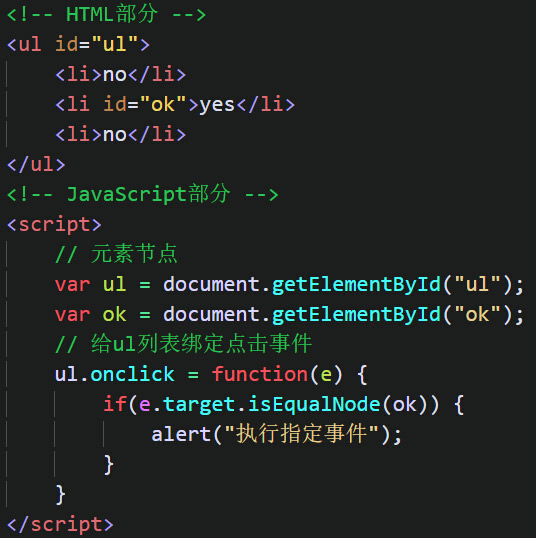 <!-- HTML部分 -->
<ul id="ul">
    <li>no</li>
    <li id="ok">yes</li>
    <li>no</li>
</ul>
<!-- JavaScript部分 -->
<script>
    // 元素节点
    var ul = document.getElementById("ul");
    var ok = document.getElementById("ok");
    // 给ul列表绑定点击事件
    ul.onclick = function(e) {
        if(e.target.isEqualNode(ok)) {
            alert("执行指定事件");
        }
    }
</script>